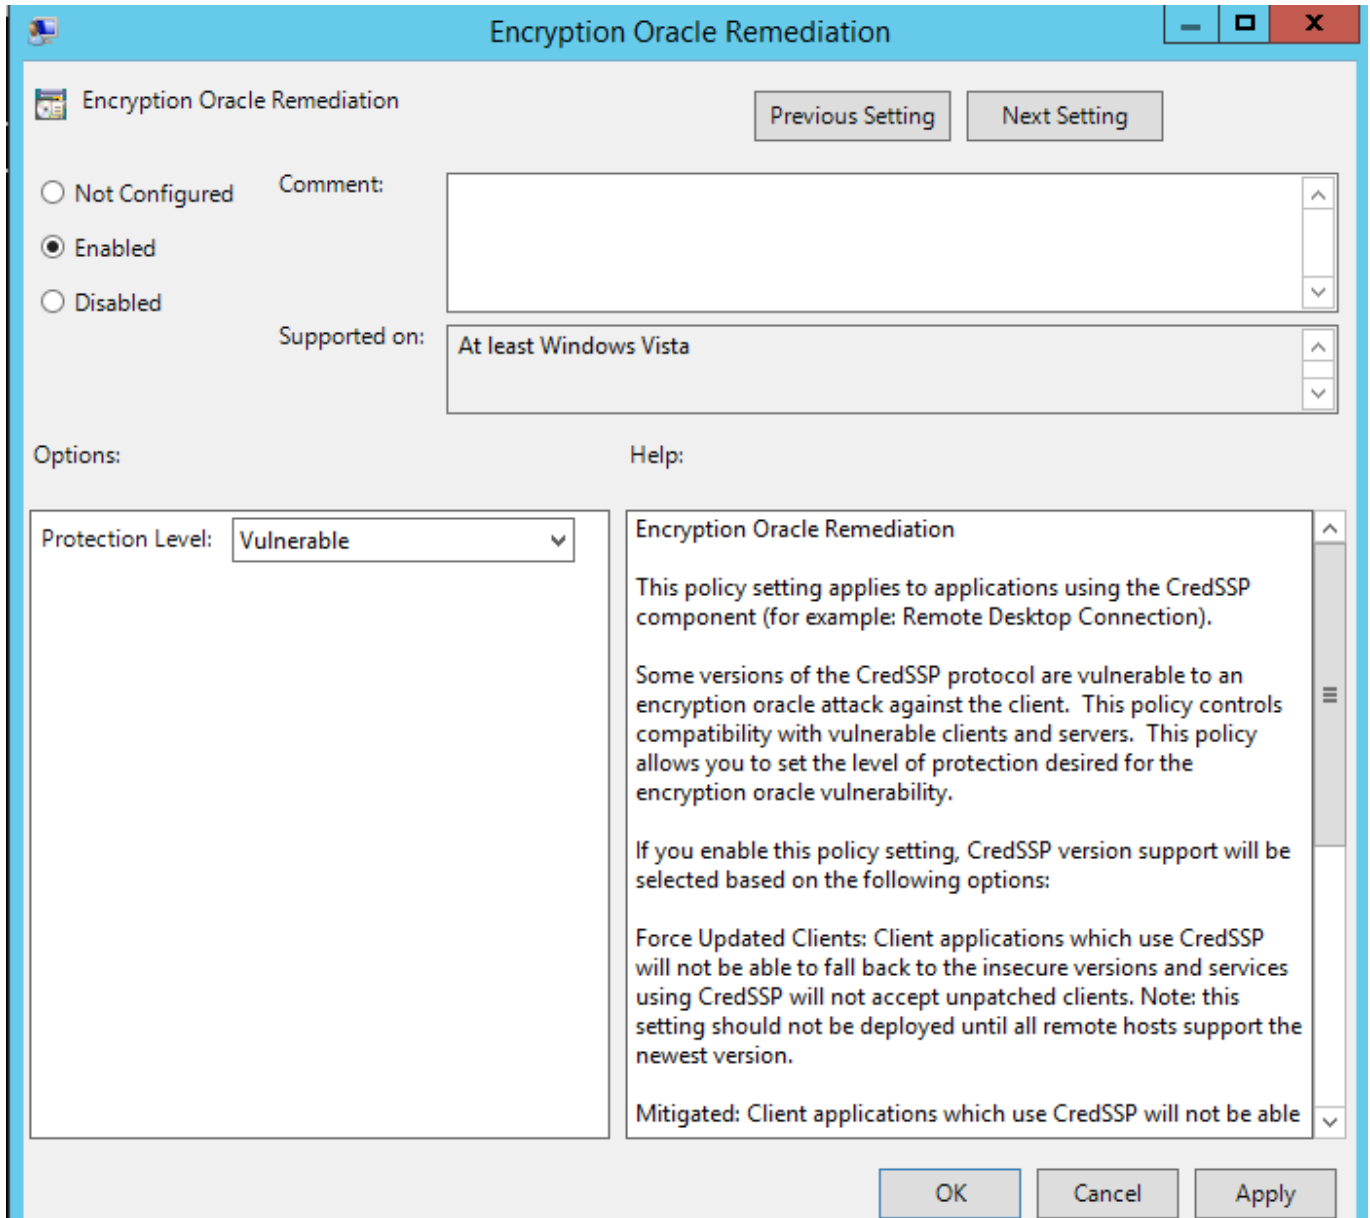 Encryption Oracle Remediation
Encryption Oracle Remediation
Previous Setting
Next Setting
Not Configured
Comment:
Enabled
Disabled
Supported on:
At least Windows Vista
Options:
Help:
Protection Level:
Vulnerable
Encryption Oracle Remediation
This policy setting applies to applications using the CredSSP
component (for example: Remote Desktop Connection).
Some versions of the CredSSP protocol are vulnerable to an
encryption oracle attack against the client.  This policy controls
compatibility with vulnerable clients and servers.  This policy
allows you to set the level of protection desired for the
encryption oracle vulnerability.
If you enable this policy setting, CredSSP version support will be
selected based on the following options:
Force Updated Clients: Client applications which use CredSSP
will not be able to fall back to the insecure versions and services
using CredSSP will not accept unpatched clients. Note: this
setting should not be deployed until all remote hosts support the
newest version.
Mitigated: Client applications which use CredSSP will not be able
OK
Cancel
Apply